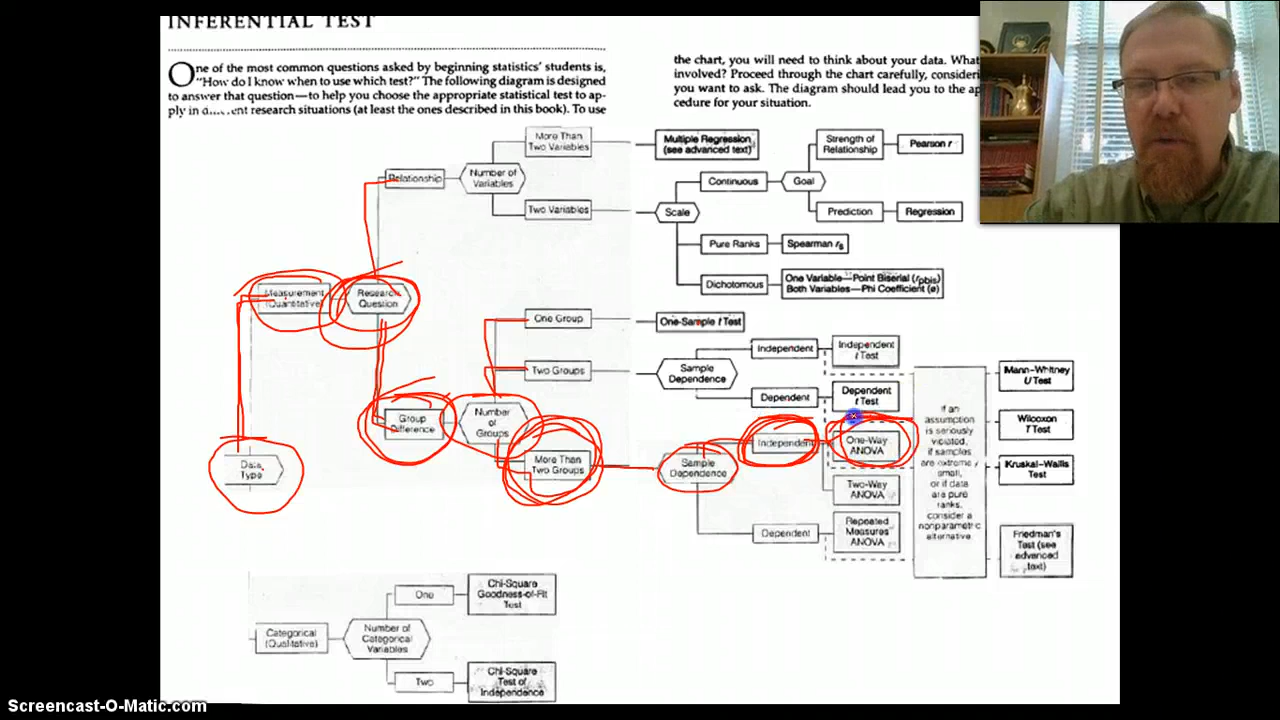 INFERENTIAL TEST
One of the most common questions asked by beginning statistics' students is,
"How do I know when to use which test?" The following diagram is designed
to answer that question—to help you choose the appropriate statistical test to ap-
ply in research situations (at least the ones described in this book). To use
the chart, you will need to think about your data. What
involved? Proceed through the chart carefully, consideri
you want to ask. The diagram should lead you to the ap
cedure for your situation.
More Than
Two Variables
Multiple Regression
(see advanced text)
Strength of
Relationship
Pearson r
Relationship
Number of
Variables
Continuous
Goal
Two Variables
Scale
Prediction
Regression
Pure Ranks
Spearman rs
Dichotomous
One Variable—Point Biserial (rpbis)
Both Variables—Phi Coefficient (ø)
Measurement
(Quantitative)
Research
Question
One Group
One-Sample t Test
Two Groups
Sample
Dependence
Independent
Independent
t Test
Dependent
Dependent
t Test
Mann-Whitney
U Test
Group
Difference
Number
of
Groups
Wilcoxon
T Test
Data
Type
More Than
Two Groups
Sample
Dependence
Independent
One-Way
ANOVA
Kruskal-Wallis
Test
Two-Way
ANOVA
Dependent
Repeated
Measures
ANOVA
Friedman's
Test (see
advanced
text)
If an
assumption
is seriously
violated,
if samples
are extremely
small,
or if data
are pure
ranks,
consider a
nonparametric
alternative.
Categorical
(Qualitative)
Number of
Categorical
Variables
One
Chi-Square
Goodness-of-Fit
Test
Two
Chi-Square
Test of
Independence
Screencast-O-Matic.com